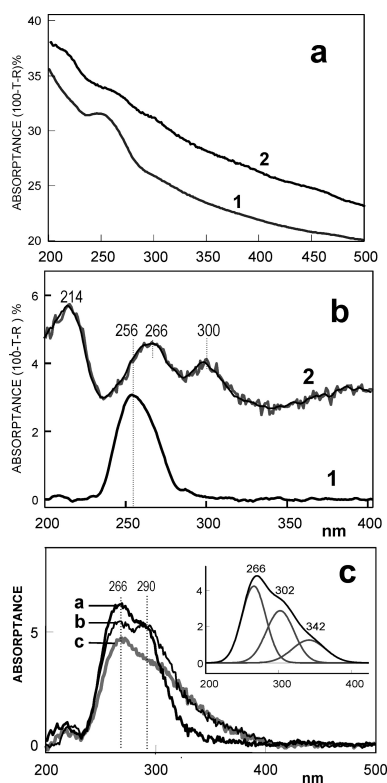 a
ABSORPTANCE (100-T-R)%
40
35
30
25
20
2
1
200 250 300 350 400 450 500
b
ABSORPTANCE (100-T-R) %
6
4
2
0
214
256 266 300
2
1
200 250 300 350 400
nm
c
ABSORPTANCE
5
0
266 290
a
b
c
4
2
0
266
302
342
200 300 400
200 300 400 500
nm